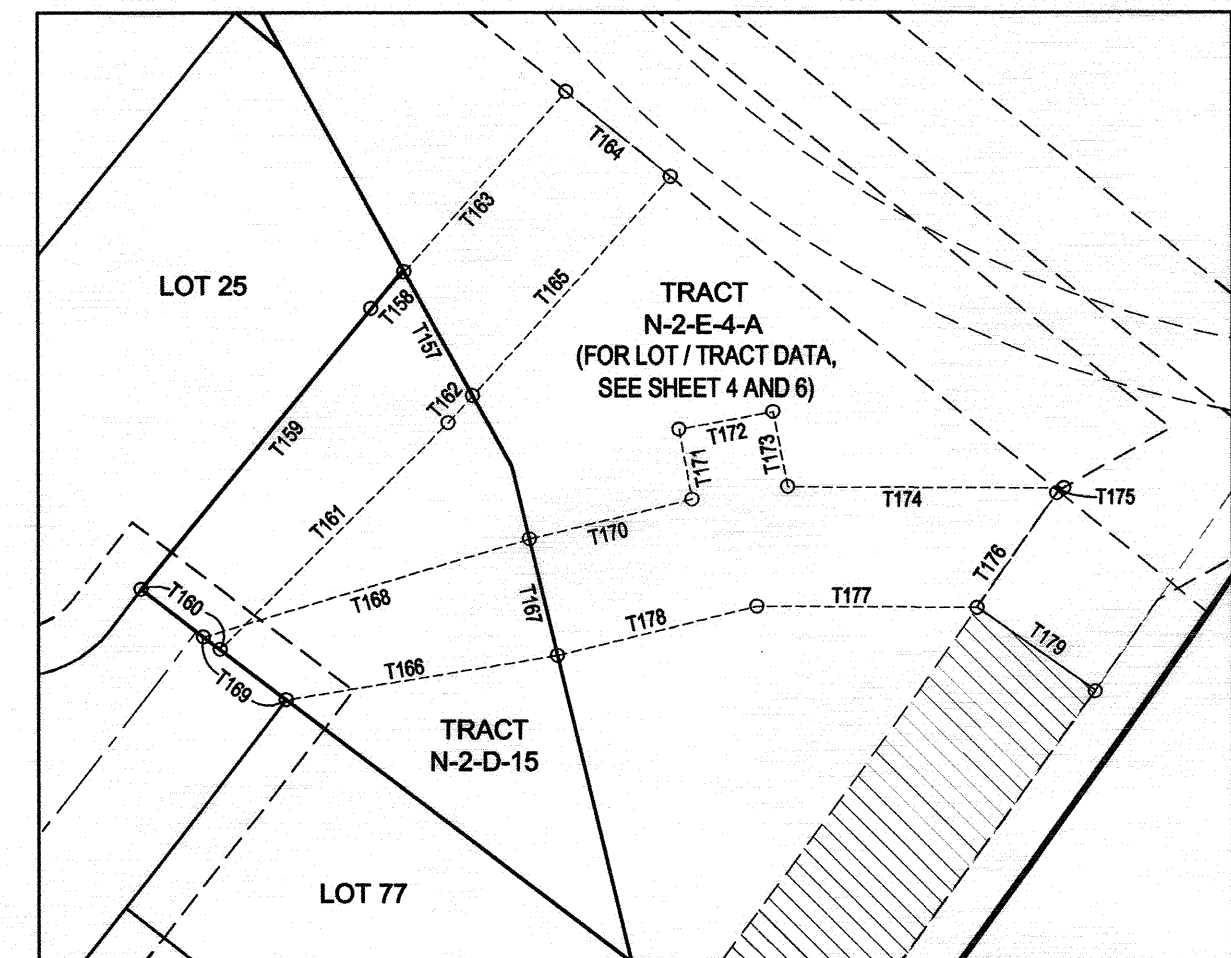 T164
T163
LOT 25
T165
TRACT
N-2-E-4-A
(FOR LOT / TRACT DATA,
SEE SHEET 4 AND 6)
T158
T157
T162
T159
T172
T171
T173
T174
T175
T161
T170
T176
T160
T168
T167
T177
T178
T179
T166
T169
TRACT
N-2-D-15
LOT 77